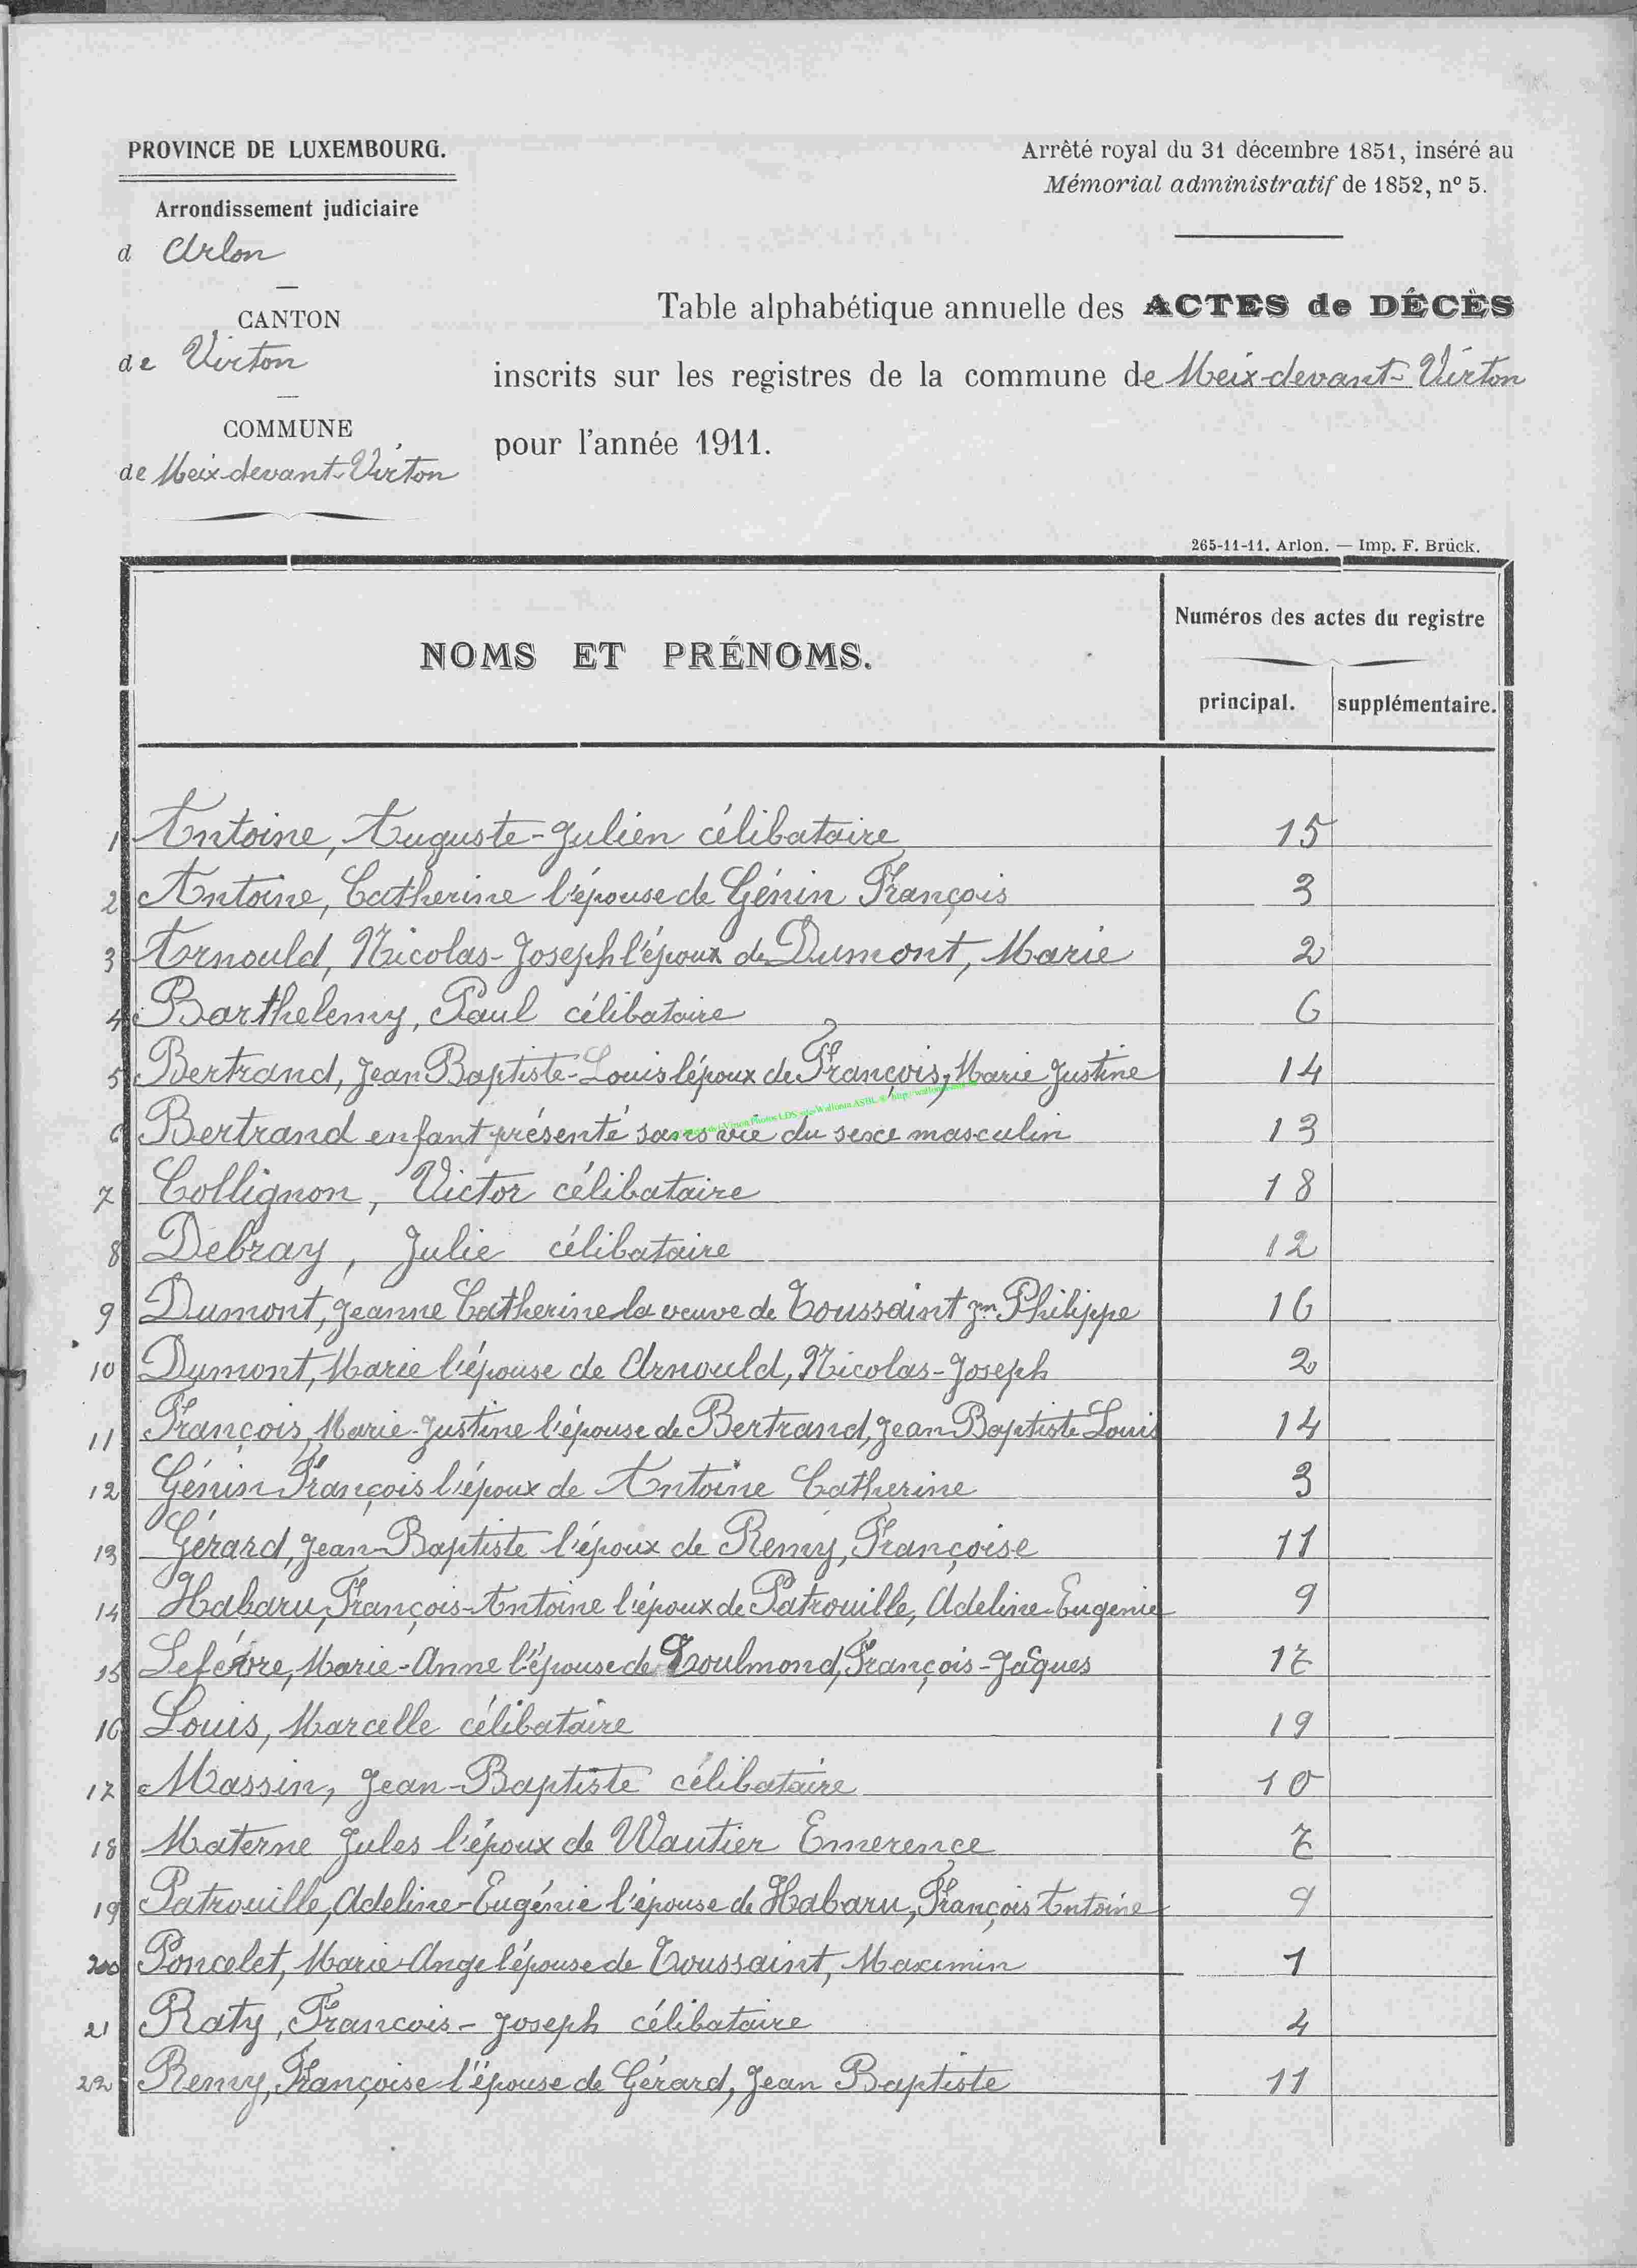 PROVINCE DE LUXEMBOURG.
Arrondissement judiciaire
d Arlon
CANTON
de Virton
COMMUNE
de Meix-devant-Virton
Arrêté royal du 31 décembre 1851, inséré au
Mémorial administratif de 1852, nº 5.
Table alphabétique annuelle des ACTES de DÉCÈS
inscrits sur les registres de la commune de Meix-devant-Virton
pour l'année 1911.
265-11-11. Arlon. — Imp. F. Brück.
NOMS ET PRÉNOMS.
Numéros des actes du registre
principal. supplémentaire.
1 Antoine, Auguste-Julien célibataire 15
2 Antoine, Catherine l'épouse de Génin François 3
3 Arnould, Nicolas-Joseph l'époux de Dumont, Marie 2
4 Barthelemy, Paul célibataire 6
5 Bertrand, Jean Baptiste-Louis l'époux de François, Marie Justine 14
6 Bertrand enfant présenté sans vie du sexe masculin 13
7 Collignon, Victor célibataire 18
8 Debray, Julie célibataire 12
9 Dumont, Jeanne Catherine la veuve de Toussaint Jn Philippe 16
10 Dumont, Marie l'épouse de Arnould, Nicolas-Joseph 2
11 François, Marie-Justine l'épouse de Bertrand, Jean Baptiste Louis 14
12 Génin François l'époux de Antoine Catherine 3
13 Gérard, Jean-Baptiste l'époux de Remy, Françoise 11
14 Habaru, François-Antoine l'époux de Patrouille, Adeline-Eugenie 9
15 Lefèvre, Marie-Anne l'épouse de Toulmond, François-Jaques 17
16 Louis, Marcelle célibataire 19
17 Massin, Jean-Baptiste célibataire 10
18 Materne Jules l'époux de Wautier Emerence 7
19 Patrouille, Adeline-Eugénie l'épouse de Habaru, François Antoine 9
20 Poncelet, Marie-Ange l'épouse de Toussaint, Maximin 1
21 Raty, Francois-Joseph célibataire 4
22 Remy, Françoise l'épouse de Gérard, Jean Baptiste 11